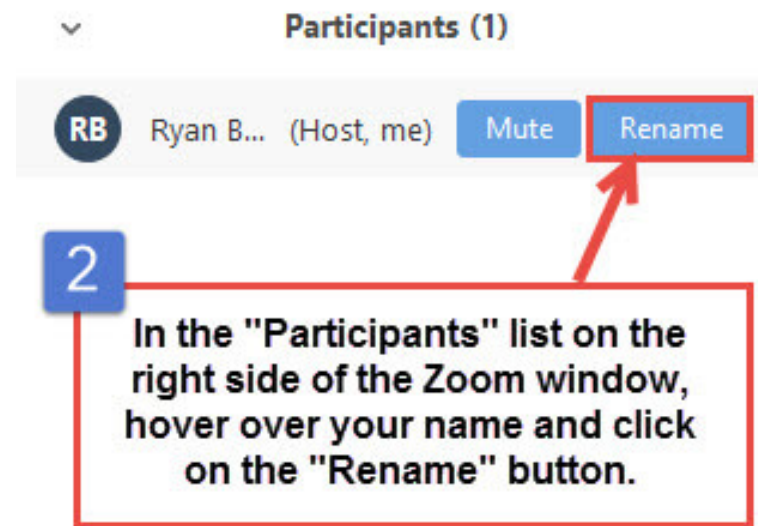 Participants (1)
RB Ryan B... (Host, me) Mute Rename
2
In the "Participants" list on the
right side of the Zoom window,
hover over your name and click
on the "Rename" button.